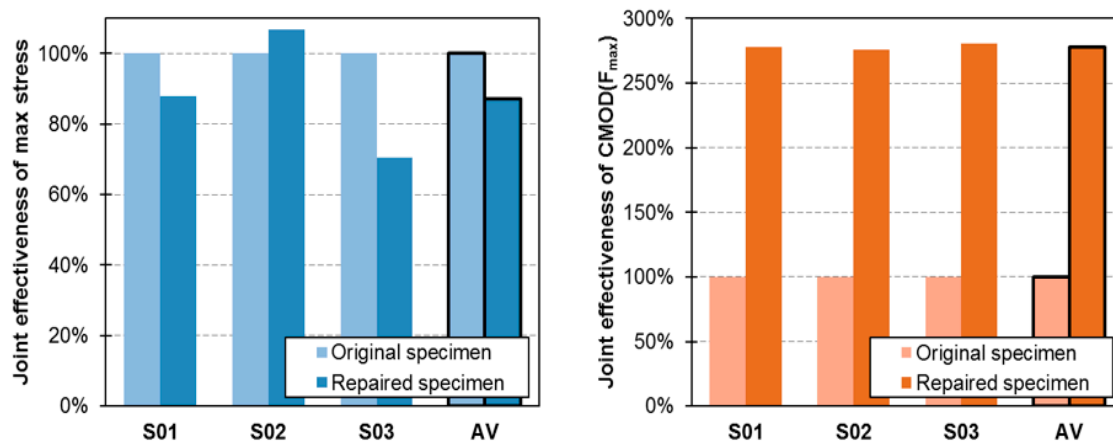 Joint effectiveness of max stress
100%
80%
60%
40%
20%
0%
Original specimen
Repaired specimen
S01 S02 S03 AV
Joint effectiveness of CMOD(Fmax)
300%
250%
200%
150%
100%
50%
0%
Original specimen
Repaired specimen
S01 S02 S03 AV